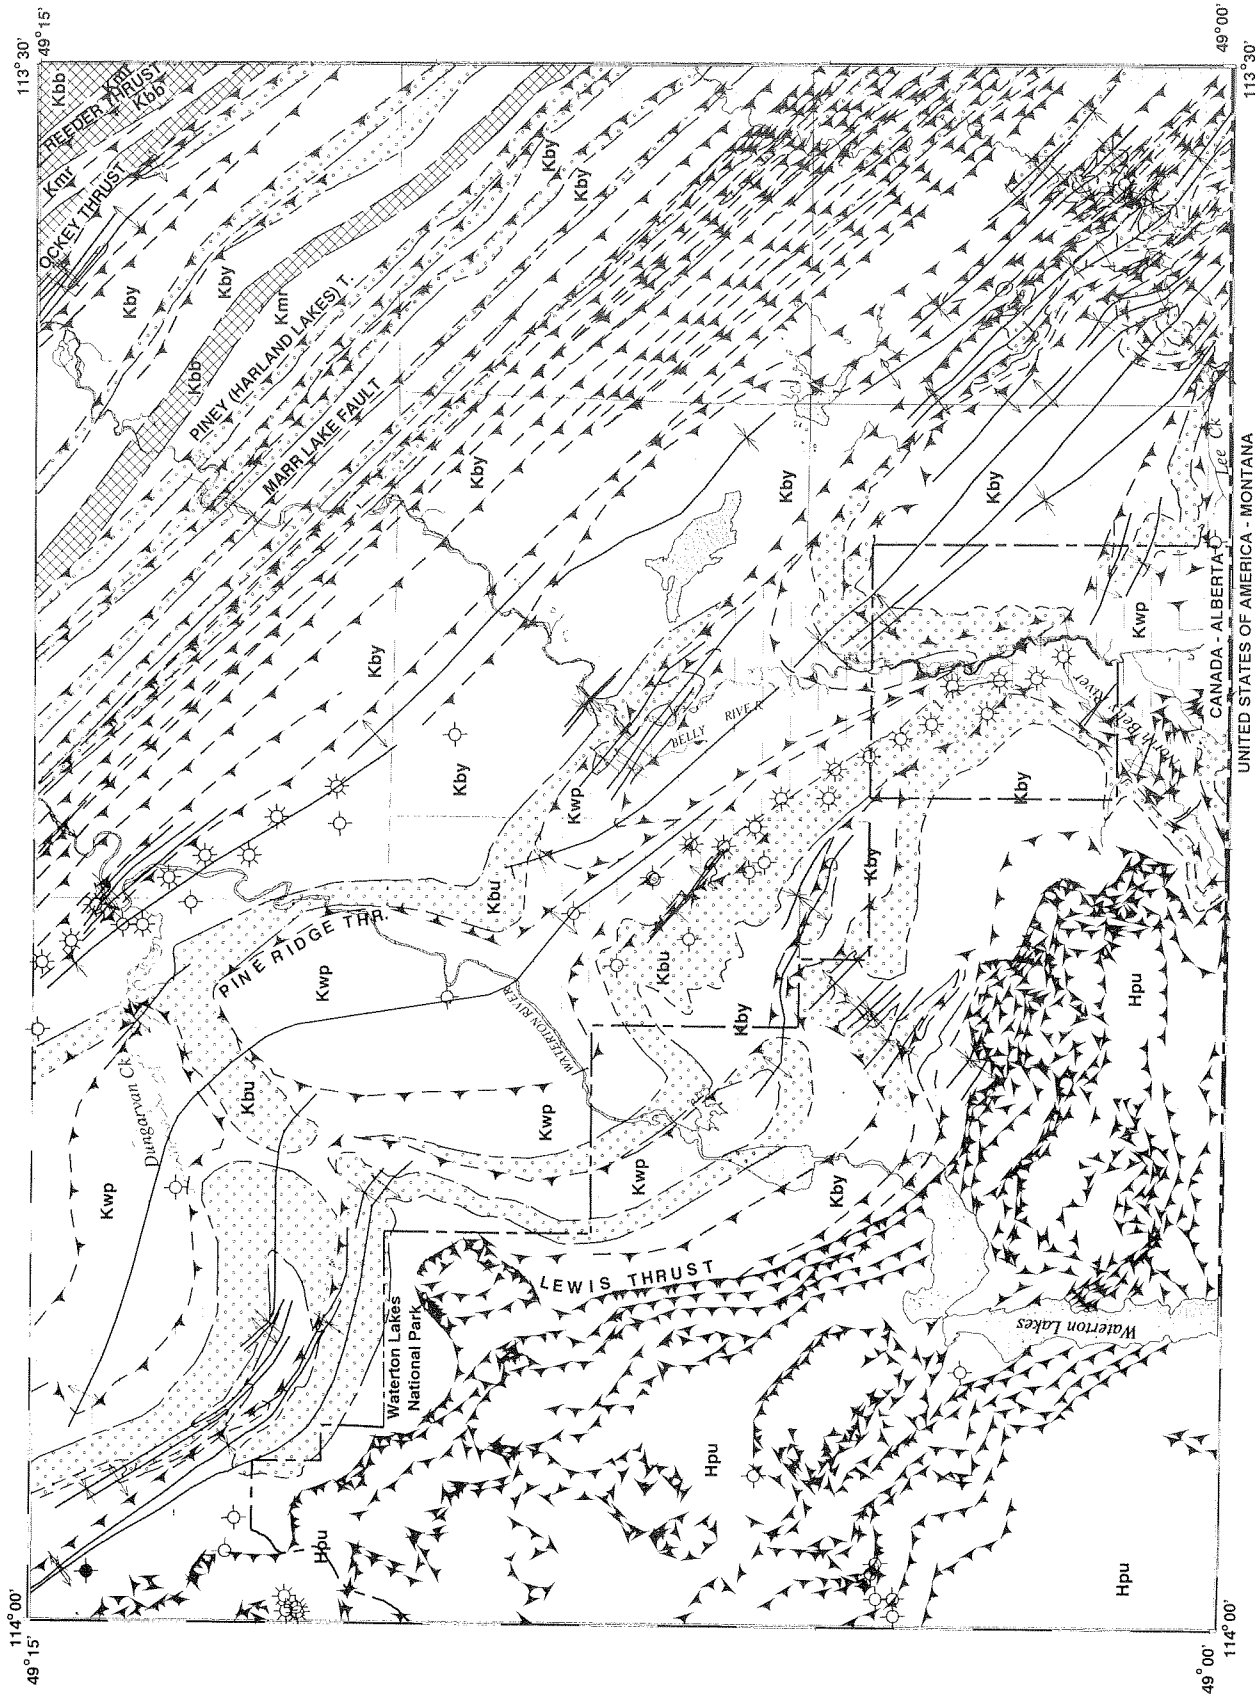 113°30'
49°15'
Kbb
Kmr
REEDER THRUST
Kbb
Kmr
OCKEY THRUST
Kby
Kby
Kmr
Kbb
PINEY (HARLAND LAKES) T.
MARR LAKE FAULT
Kby
Kby
Kby
Kby
Kby
Kby
Kby
BELLY RIVER
Kwp
Kbu
PINE RIDGE THR.
Kwp
WATERTON RIVER
Dungarvan Ck
Kbu
Kwp
Kwp
Kwp
Kbu
Kby
Kby
Kby
Kby
Kwp
North Belly River
Lee Ck
CANADA - ALBERTA
UNITED STATES OF AMERICA - MONTANA
LEWIS THRUST
Waterton Lakes
National Park
Waterton Lakes
Hpu
Hpu
Hpu
Hpu
114°00'
49°15'
49°00'
114°00'
49°00'
113°30'